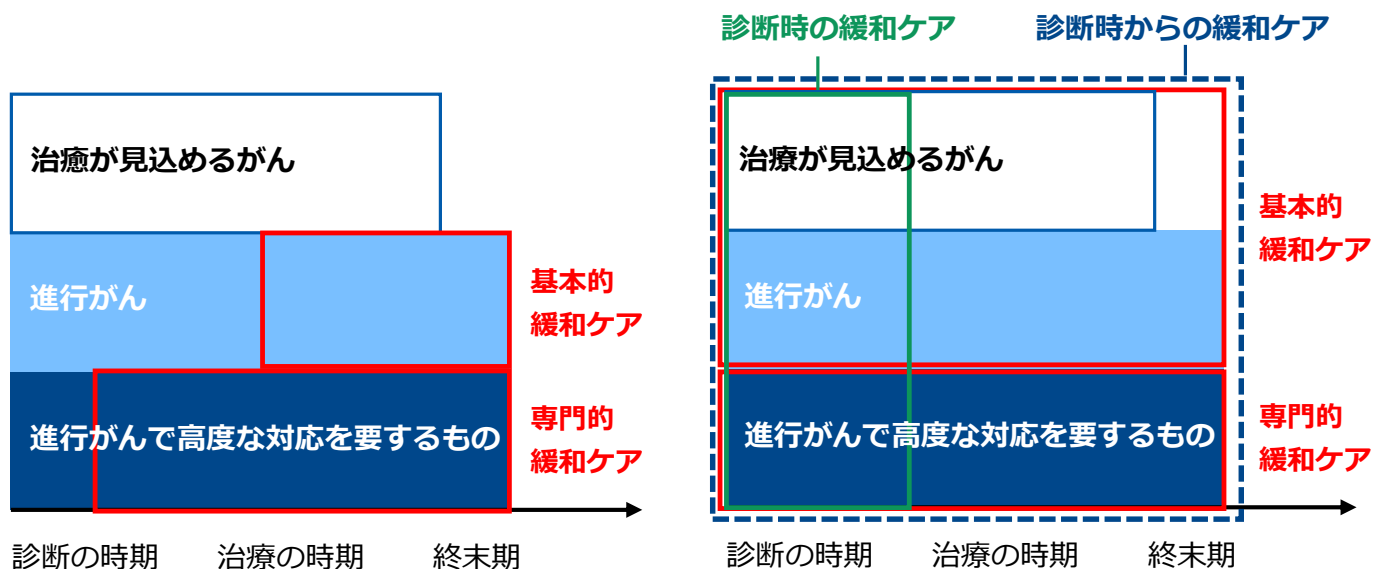 治癒が見込めるがん
進行がん
進行がんで高度な対応を要するもの
基本的
緩和ケア
専門的
緩和ケア
診断の時期
治療の時期
終末期
診断時の緩和ケア
診断時からの緩和ケア
治療が見込めるがん
進行がん
進行がんで高度な対応を要するもの
基本的
緩和ケア
専門的
緩和ケア
診断の時期
治療の時期
終末期